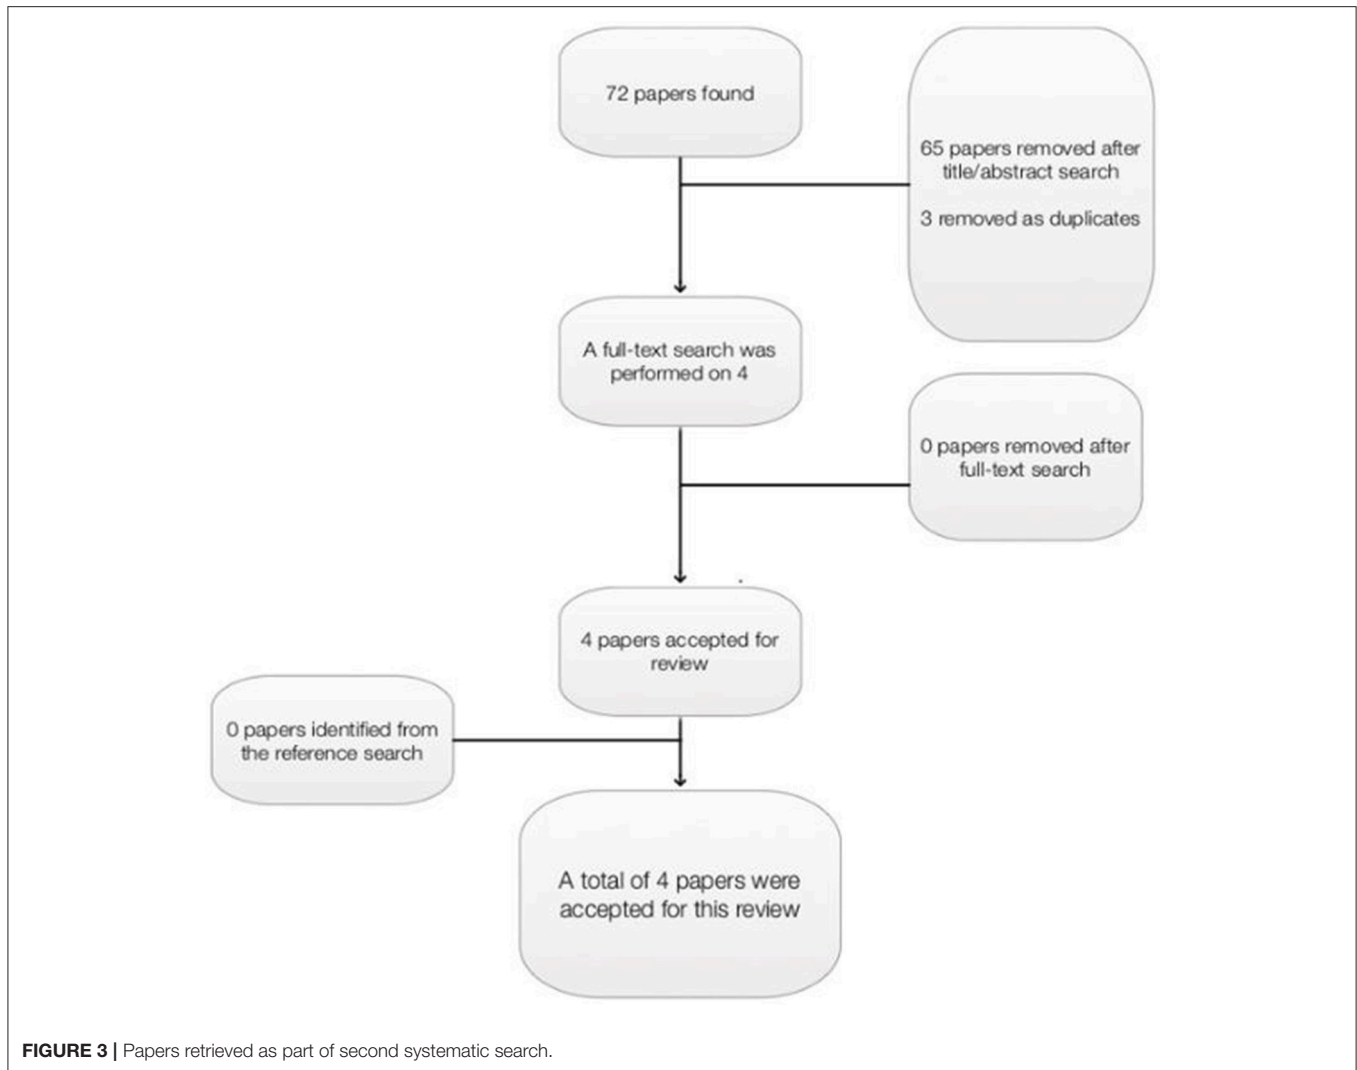 72 papers found
65 papers removed after
title/abstract search
3 removed as duplicates
A full-text search was
performed on 4
0 papers removed after
full-text search
4 papers accepted for
review
0 papers identified from
the reference search
A total of 4 papers were
accepted for this review
FIGURE 3 | Papers retrieved as part of second systematic search.